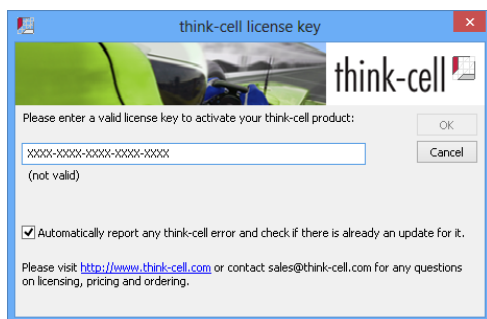 think-cell license key
think-cell
Please enter a valid license key to activate your think-cell product:
OK
XXXX-XXXX-XXXX-XXXX-XXXX
Cancel
(not valid)
Automatically report any think-cell error and check if there is already an update for it.
Please visit http://www.think-cell.com or contact sales@think-cell.com for any questions
on licensing, pricing and ordering.